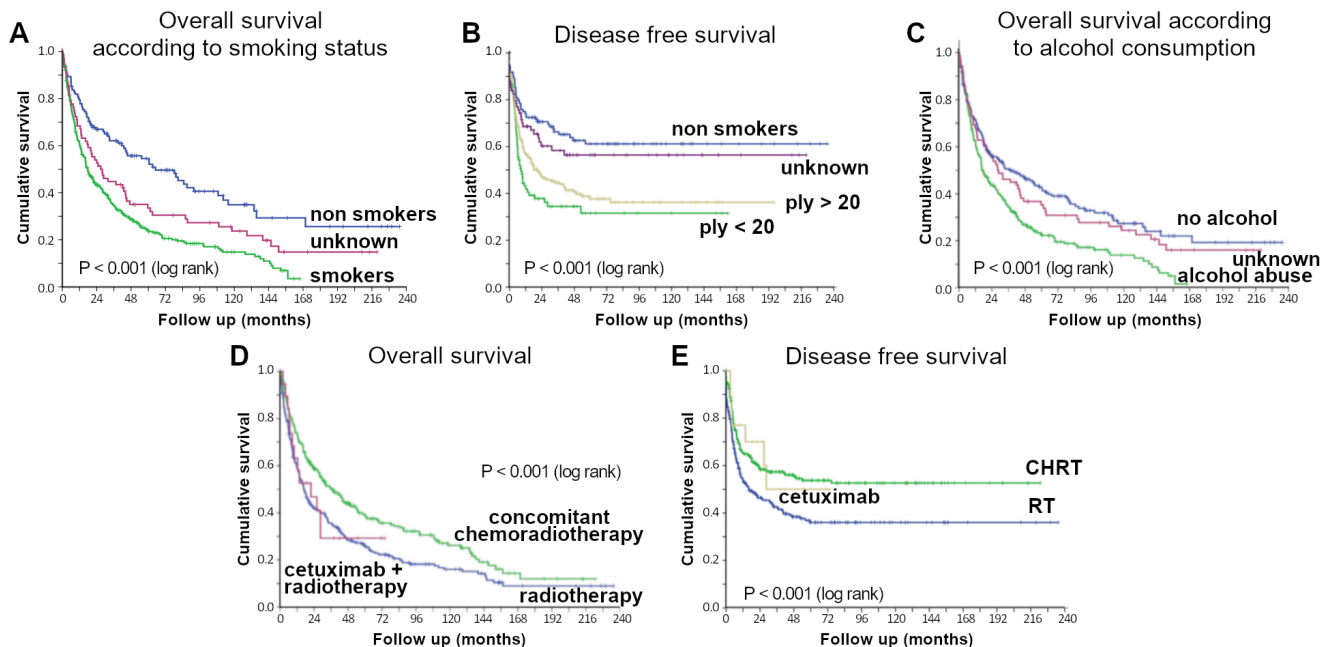 A
Overall survival
according to smoking status
Cumulative survival
1.0
0.8
0.6
0.4
0.2
0.0
non smokers
unknown
smokers
P < 0.001 (log rank)
0 24 48 72 96 120 144 168 192 216 240
Follow up (months)
B
Disease free survival
Cumulative survival
1.0
0.8
0.6
0.4
0.2
0.0
non smokers
unknown
ply > 20
ply < 20
P < 0.001 (log rank)
0 24 48 72 96 120 144 168 192 216 240
Follow up (months)
C
Overall survival according
to alcohol consumption
Cumulative survival
1.0
0.8
0.6
0.4
0.2
0.0
no alcohol
unknown
alcohol abuse
P < 0.001 (log rank)
0 24 48 72 96 120 144 168 192 216 240
Follow up (months)
D
Overall survival
Cumulative survival
1.0
0.8
0.6
0.4
0.2
0.0
P < 0.001 (log rank)
concomitant
chemoradiotherapy
cetuximab +
radiotherapy
radiotherapy
0 24 48 72 96 120 144 168 192 216 240
Follow up (months)
E
Disease free survival
Cumulative survival
1.0
0.8
0.6
0.4
0.2
0.0
CHRT
cetuximab
RT
P < 0.001 (log rank)
0 24 48 72 96 120 144 168 192 216 240
Follow up (months)